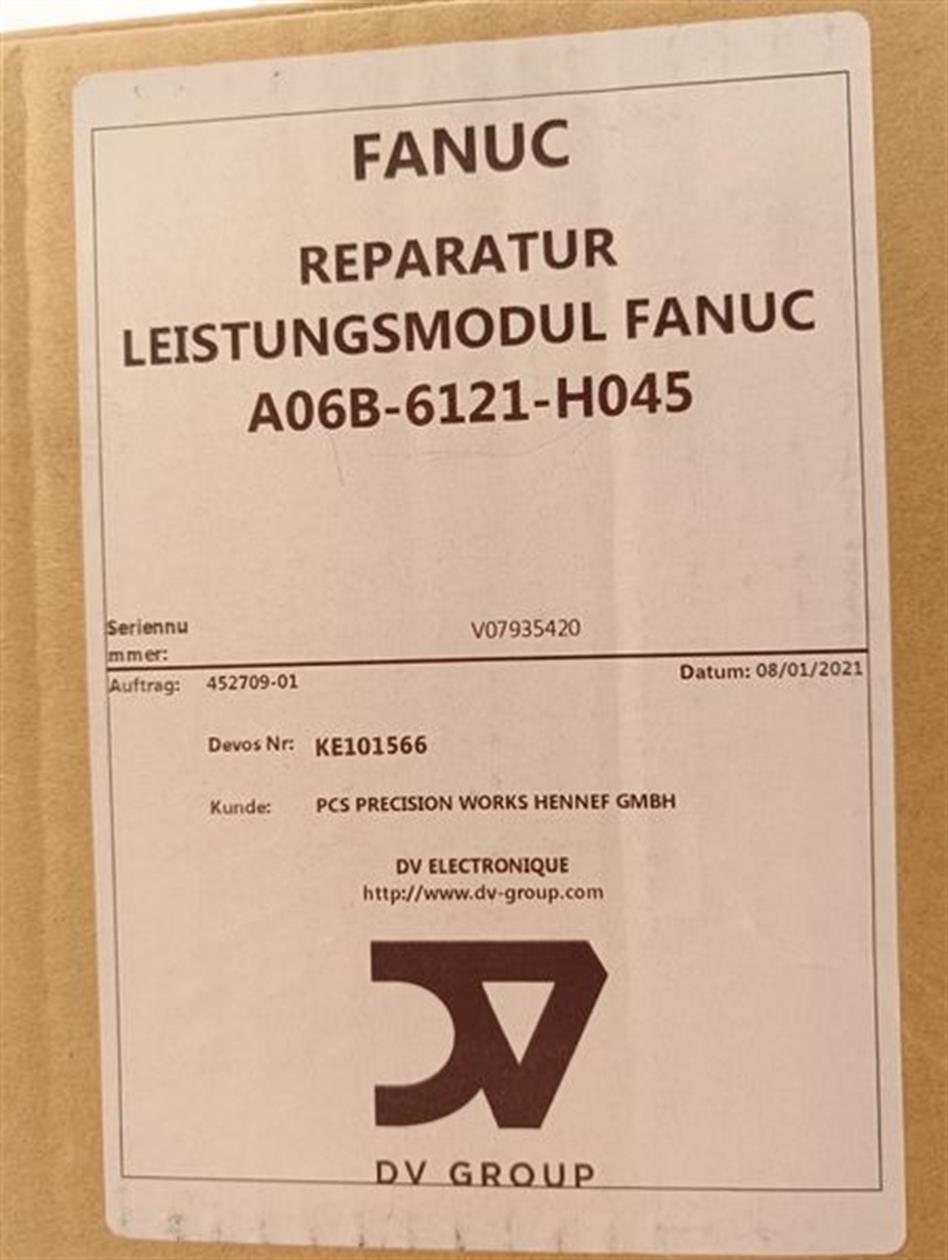 FANUC
REPARATUR
LEISTUNGSMODUL FANUC
A06B-6121-H045
Seriennu
mmer:
V07935420
Auftrag: 452709-01 Datum: 08/01/2021
Devos Nr: KE101566
Kunde: PCS PRECISION WORKS HENNEF GMBH
DV ELECTRONIQUE
http://www.dv-group.com
DV
DV GROUP